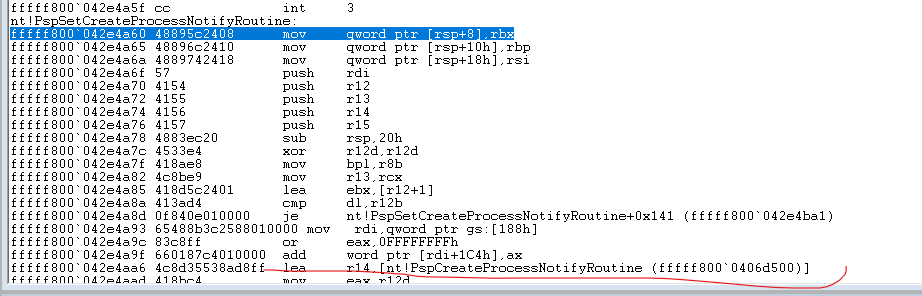 fffff800`042e4a5f cc int 3
nt!PspSetCreateProcessNotifyRoutine:
fffff800`042e4a60 48895c2408 mov qword ptr [rsp+8],rbx
fffff800`042e4a65 48896c2410 mov qword ptr [rsp+10h],rbp
fffff800`042e4a6a 4889742418 mov qword ptr [rsp+18h],rsi
fffff800`042e4a6f 57 push rdi
fffff800`042e4a70 4154 push r12
fffff800`042e4a72 4155 push r13
fffff800`042e4a74 4156 push r14
fffff800`042e4a76 4157 push r15
fffff800`042e4a78 4883ec20 sub rsp,20h
fffff800`042e4a7c 4533e4 xor r12d,r12d
fffff800`042e4a7f 418ae8 mov bpl,r8b
fffff800`042e4a82 4c8be9 mov r13,rcx
fffff800`042e4a85 418d5c2401 lea ebx,[r12+1]
fffff800`042e4a8a 413ad4 cmp dl,r12b
fffff800`042e4a8d 0f840e010000 je nt!PspSetCreateProcessNotifyRoutine+0x141 (fffff800`042e4ba1)
fffff800`042e4a93 65488b3c2588010000 mov rdi,qword ptr gs:[188h]
fffff800`042e4a9c 83c8ff or eax,0FFFFFFFFh
fffff800`042e4a9f 660187c4010000 add word ptr [rdi+1C4h],ax
fffff800`042e4aa6 4c8d35538ad8ff lea r14,[nt!PspCreateProcessNotifyRoutine (fffff800`0406d500)]
fffff800`042e4aad 418bc4 mov eax,r12d